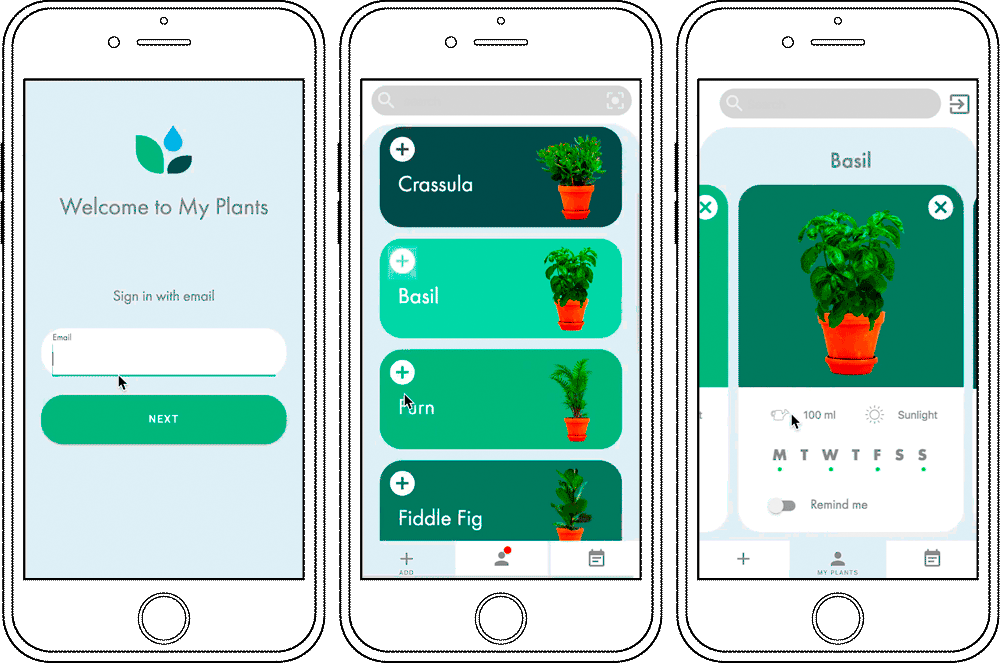 Welcome to My Plants
Sign in with email
Email
NEXT
Crassula
Basil
Farn
Fiddle Fig
ADD
Basil
t
100 ml
Sunlight
M T W T F S S
Remind me
MY PLANTS